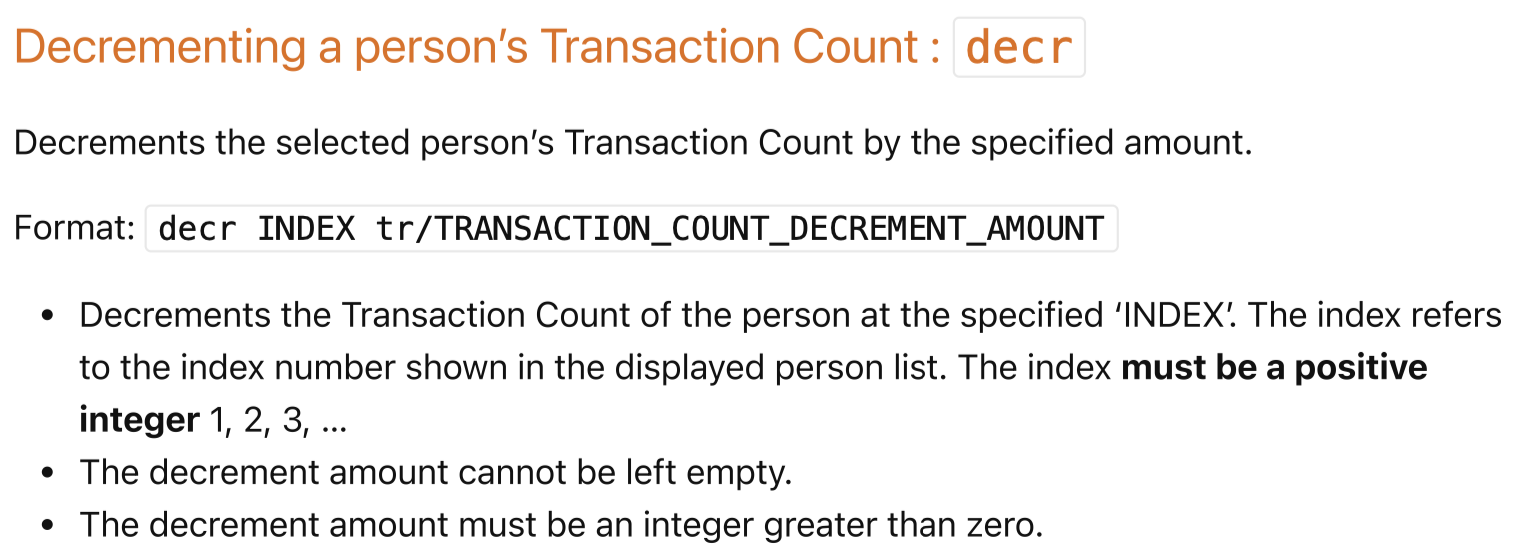 Decrementing a person’s Transaction Count : decr
Decrements the selected person’s Transaction Count by the specified amount.
Format: decr INDEX tr/TRANSACTION_COUNT_DECREMENT_AMOUNT
• Decrements the Transaction Count of the person at the specified ‘INDEX’. The index refers
to the index number shown in the displayed person list. The index must be a positive
integer 1, 2, 3, …
• The decrement amount cannot be left empty.
• The decrement amount must be an integer greater than zero.